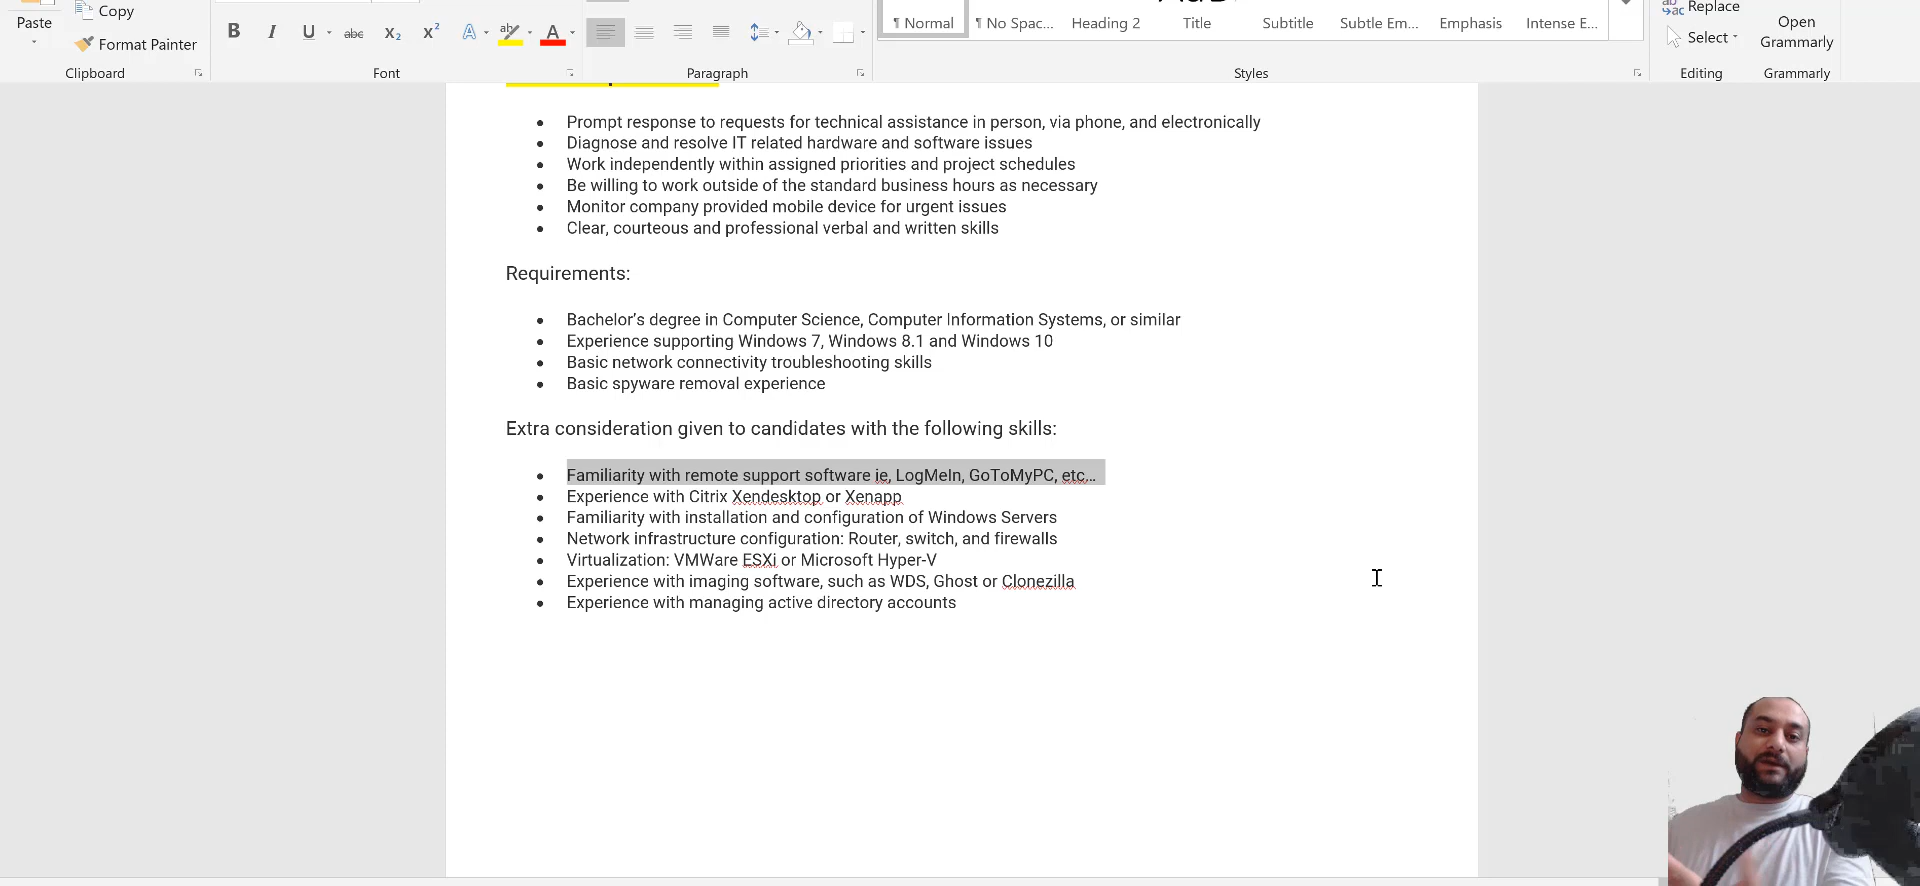 Copy
Replace
Paste
Format Painter
B I U abc X₂ X² A ab A
Normal
No Spac...
Heading 2
Title
Subtitle
Subtle Em...
Emphasis
Intense E...
Select
Open
Grammarly
Clipboard
Font
Paragraph
Styles
Editing
Grammarly
• Prompt response to requests for technical assistance in person, via phone, and electronically
• Diagnose and resolve IT related hardware and software issues
• Work independently within assigned priorities and project schedules
• Be willing to work outside of the standard business hours as necessary
• Monitor company provided mobile device for urgent issues
• Clear, courteous and professional verbal and written skills
Requirements:
• Bachelor’s degree in Computer Science, Computer Information Systems, or similar
• Experience supporting Windows 7, Windows 8.1 and Windows 10
• Basic network connectivity troubleshooting skills
• Basic spyware removal experience
Extra consideration given to candidates with the following skills:
• Familiarity with remote support software ie, LogMeIn, GoToMyPC, etc…
• Experience with Citrix Xendesktop or Xenapp
• Familiarity with installation and configuration of Windows Servers
• Network infrastructure configuration: Router, switch, and firewalls
• Virtualization: VMWare ESXi or Microsoft Hyper-V
• Experience with imaging software, such as WDS, Ghost or Clonezilla
• Experience with managing active directory accounts